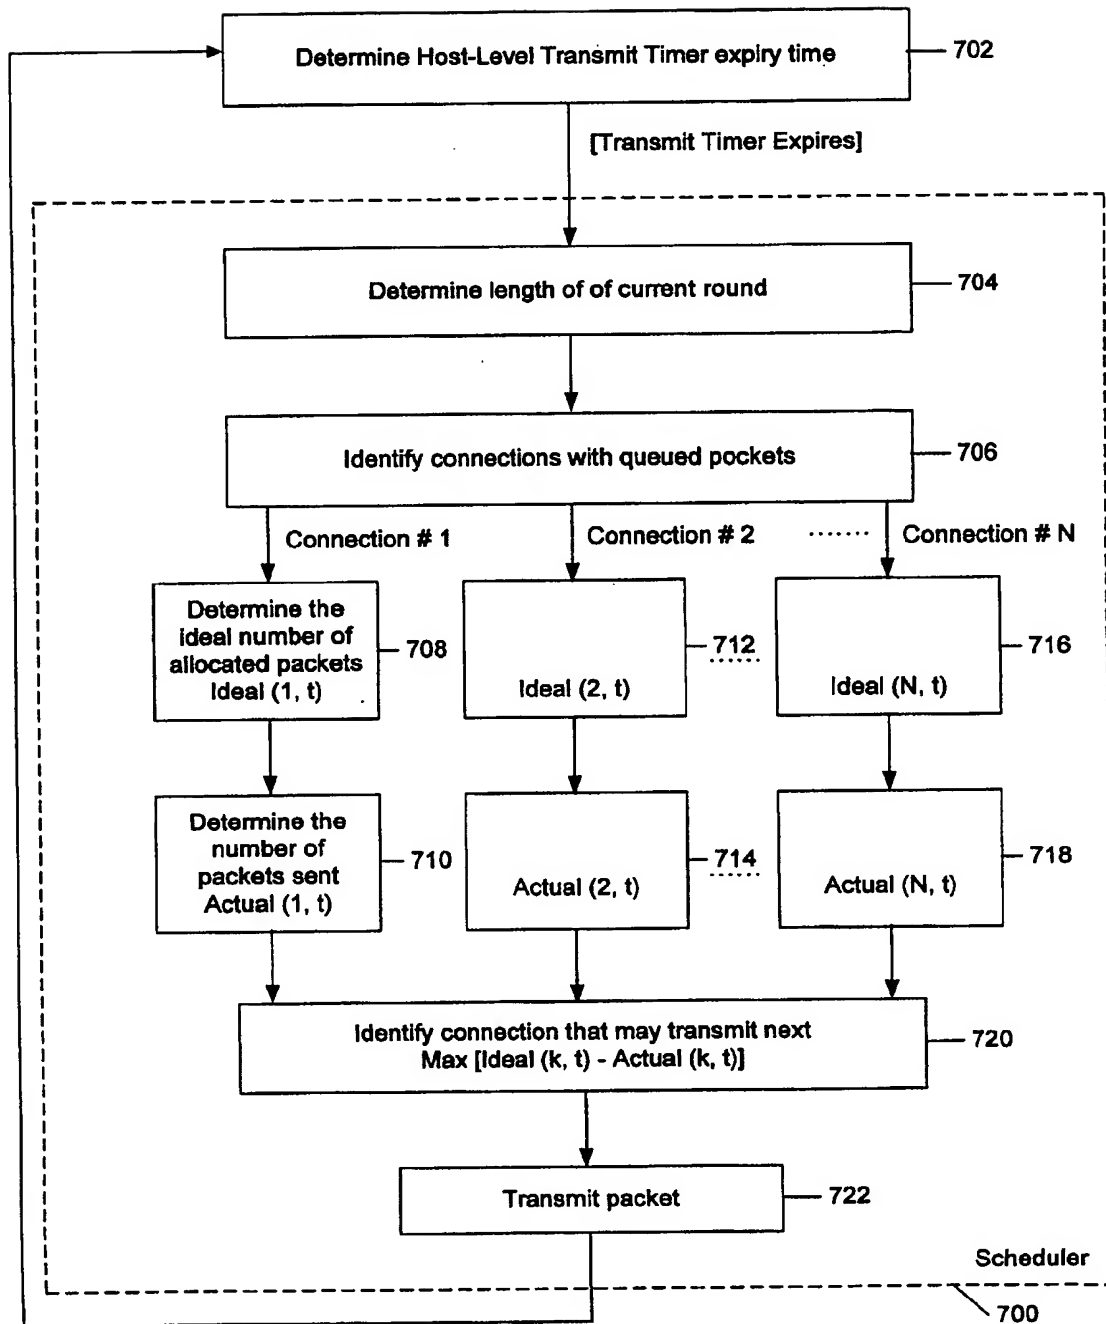 Determine Host-Level Transmit Timer expiry time
702
[Transmit Timer Expires]
Determine length of of current round
704
Identify connections with queued pockets
706
Connection # 1
Connection # 2
........ Connection # N
Determine the
ideal number of
allocated packets
Ideal (1, t)
708
Ideal (2, t)
712
Ideal (N, t)
716
Determine the
number of
packets sent
Actual (1, t)
710
Actual (2, t)
714
Actual (N, t)
718
Identify connection that may transmit next
Max [Ideal (k, t) - Actual (k, t)]
720
Transmit packet
722
Scheduler
700